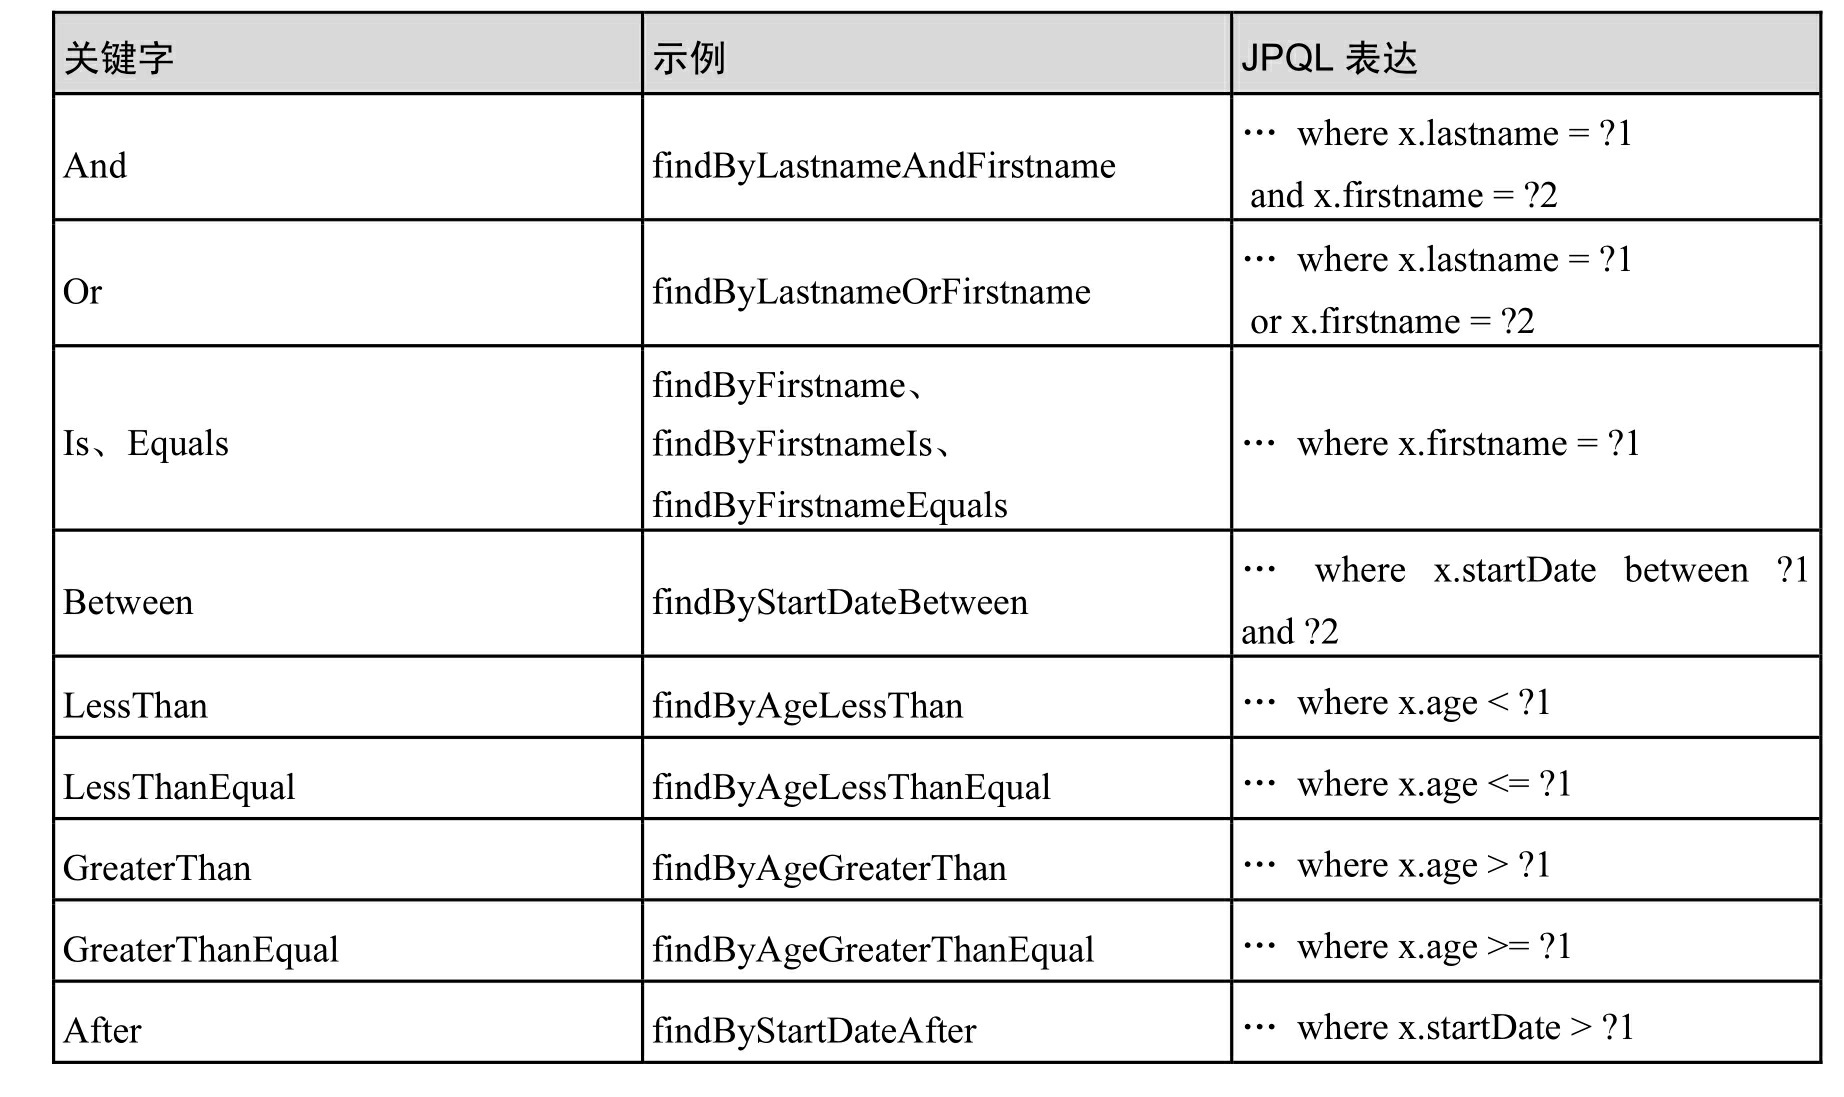 关键字 示例 JPQL 表达
And findByLastnameAndFirstname … where x.lastname = ?1
and x.firstname = ?2
Or findByLastnameOrFirstname … where x.lastname = ?1
or x.firstname = ?2
Is、Equals findByFirstname、
findByFirstnameIs、
findByFirstnameEquals … where x.firstname = ?1
Between findByStartDateBetween … where x.startDate between ?1
and ?2
LessThan findByAgeLessThan … where x.age < ?1
LessThanEqual findByAgeLessThanEqual … where x.age <= ?1
GreaterThan findByAgeGreaterThan … where x.age > ?1
GreaterThanEqual findByAgeGreaterThanEqual … where x.age >= ?1
After findByStartDateAfter … where x.startDate > ?1